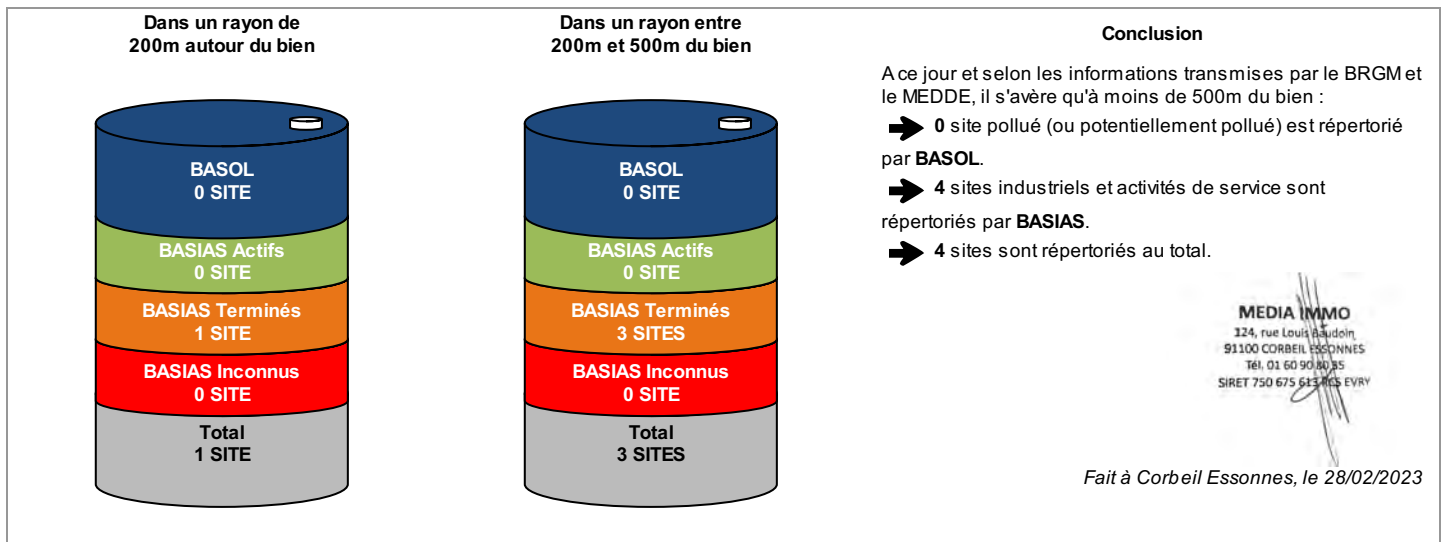 Dans un rayon de
200m autour du bien
BASOL
0 SITE
BASIAS Actifs
0 SITE
BASIAS Terminés
1 SITE
BASIAS Inconnus
0 SITE
Total
1 SITE
Dans un rayon entre
200m et 500m du bien
BASOL
0 SITE
BASIAS Actifs
0 SITE
BASIAS Terminés
3 SITES
BASIAS Inconnus
0 SITE
Total
3 SITES
Conclusion
A ce jour et selon les informations transmises par le BRGM et
le MEDDE, il s'avère qu'à moins de 500m du bien :
0 site pollué (ou potentiellement pollué) est répertorié
par BASOL.
4 sites industriels et activités de service sont
répertoriés par BASIAS.
4 sites sont répertoriés au total.
MEDIA IMMO
124, rue Louis Baudoin
91100 CORBEIL ESSONNES
Tél. 01 60 90 80 85
SIRET 750 675 613 RCS EVRY
Fait à Corbeil Essonnes, le 28/02/2023